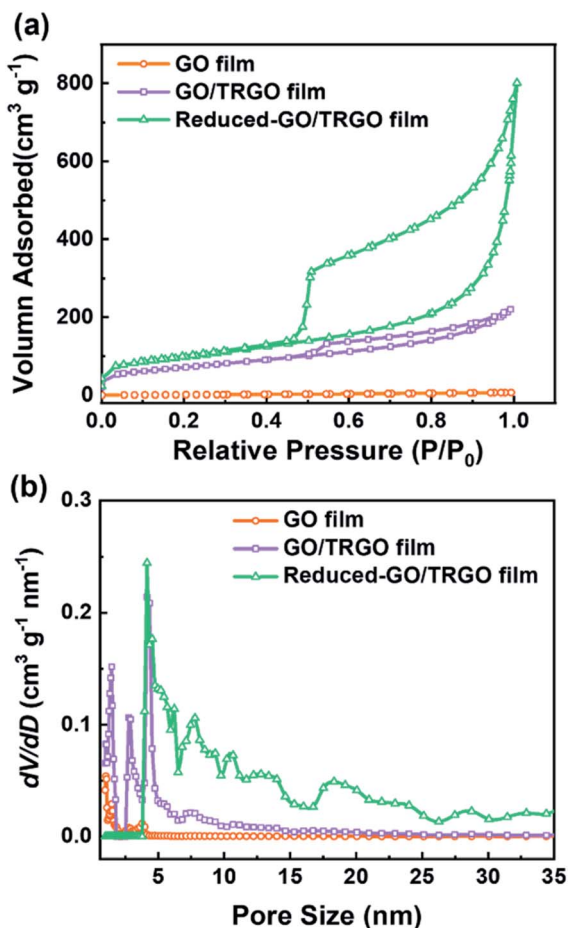 (a)
GO film
GO/TRGO film
Reduced-GO/TRGO film
Volumn Adsorbed(cm³ g⁻¹)
800
600
400
200
0
0.0 0.2 0.4 0.6 0.8 1.0
Relative Pressure (P/P₀)
(b)
GO film
GO/TRGO film
Reduced-GO/TRGO film
dV/dD (cm³ g⁻¹ nm⁻¹)
0.3
0.2
0.1
0.0
5 10 15 20 25 30 35
Pore Size (nm)